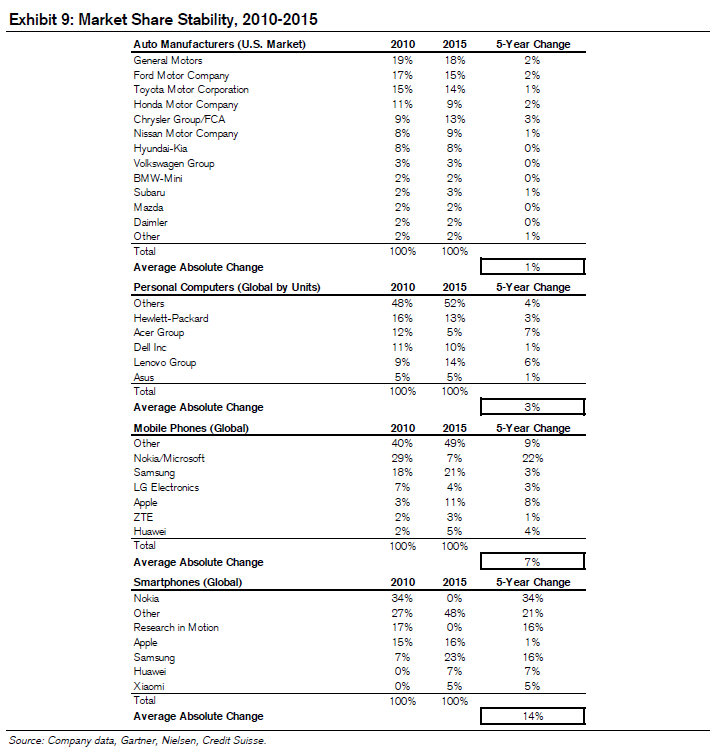 Exhibit 9: Market Share Stability, 2010-2015
Auto Manufacturers (U.S. Market) 2010 2015 5-Year Change
General Motors 19% 18% 2%
Ford Motor Company 17% 15% 2%
Toyota Motor Corporation 15% 14% 1%
Honda Motor Company 11% 9% 2%
Chrysler Group/FCA 9% 13% 3%
Nissan Motor Company 8% 9% 1%
Hyundai-Kia 8% 8% 0%
Volkswagen Group 3% 3% 0%
BMW-Mini 2% 2% 0%
Subaru 2% 3% 1%
Mazda 2% 2% 0%
Daimler 2% 2% 0%
Other 2% 2% 1%
Total 100% 100%
Average Absolute Change 1%
Personal Computers (Global by Units) 2010 2015 5-Year Change
Others 48% 52% 4%
Hewlett-Packard 16% 13% 3%
Acer Group 12% 5% 7%
Dell Inc 11% 10% 1%
Lenovo Group 9% 14% 6%
Asus 5% 5% 1%
Total 100% 100%
Average Absolute Change 3%
Mobile Phones (Global) 2010 2015 5-Year Change
Other 40% 49% 9%
Nokia/Microsoft 29% 7% 22%
Samsung 18% 21% 3%
LG Electronics 7% 4% 3%
Apple 3% 11% 8%
ZTE 2% 3% 1%
Huawei 2% 5% 4%
Total 100% 100%
Average Absolute Change 7%
Smartphones (Global) 2010 2015 5-Year Change
Nokia 34% 0% 34%
Other 27% 48% 21%
Research in Motion 17% 0% 16%
Apple 15% 16% 1%
Samsung 7% 23% 16%
Huawei 0% 7% 7%
Xiaomi 0% 5% 5%
Total 100% 100%
Average Absolute Change 14%
Source: Company data, Gartner, Nielsen, Credit Suisse.